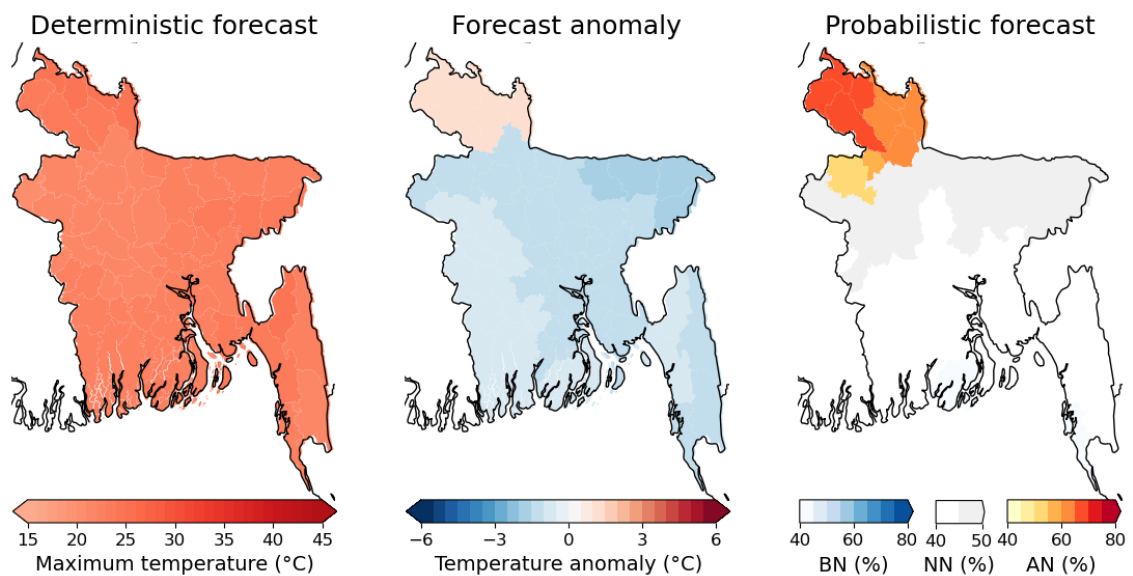 Deterministic forecast
Forecast anomaly
Probabilistic forecast
15 20 25 30 35 40 45
Maximum temperature (°C)
−6 −3 0 3 6
Temperature anomaly (°C)
40 60 80
BN (%)
40 50
NN (%)
40 60 80
AN (%)